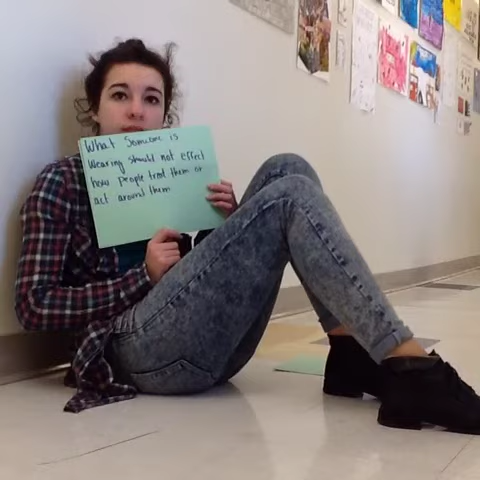 What Someone is
Wearing should not effect
how people treat them or
act around them